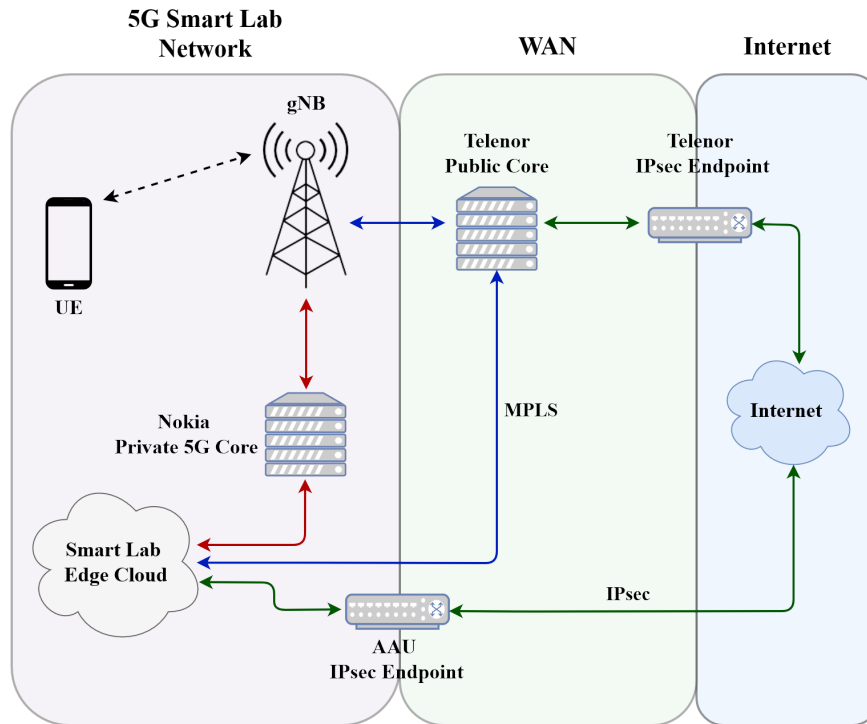 5G Smart Lab
Network
WAN
Internet
gNB
Telenor
Public Core
Telenor
IPsec Endpoint
UE
Nokia
Private 5G Core
MPLS
Internet
Smart Lab
Edge Cloud
IPsec
AAU
IPsec Endpoint